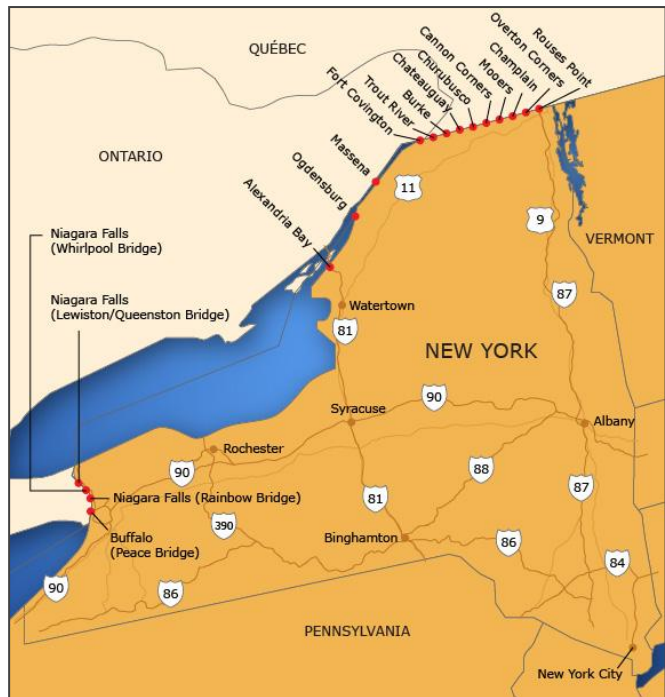 QUÉBEC
ONTARIO
Fort Covington
Trout River
Burke
Chateauguay
Churubusco
Cannon Corners
Mooers
Champlain
Overton Corners
Rouses Point
Massena
Ogdensburg
Alexandria Bay
11
9
VERMONT
Niagara Falls
(Whirlpool Bridge)
Niagara Falls
(Lewiston/Queenston Bridge)
87
Watertown
81
NEW YORK
90
Syracuse
Albany
Rochester
90
88
87
81
Niagara Falls (Rainbow Bridge)
390
Buffalo
(Peace Bridge)
Binghamton
86
84
90
86
PENNSYLVANIA
New York City